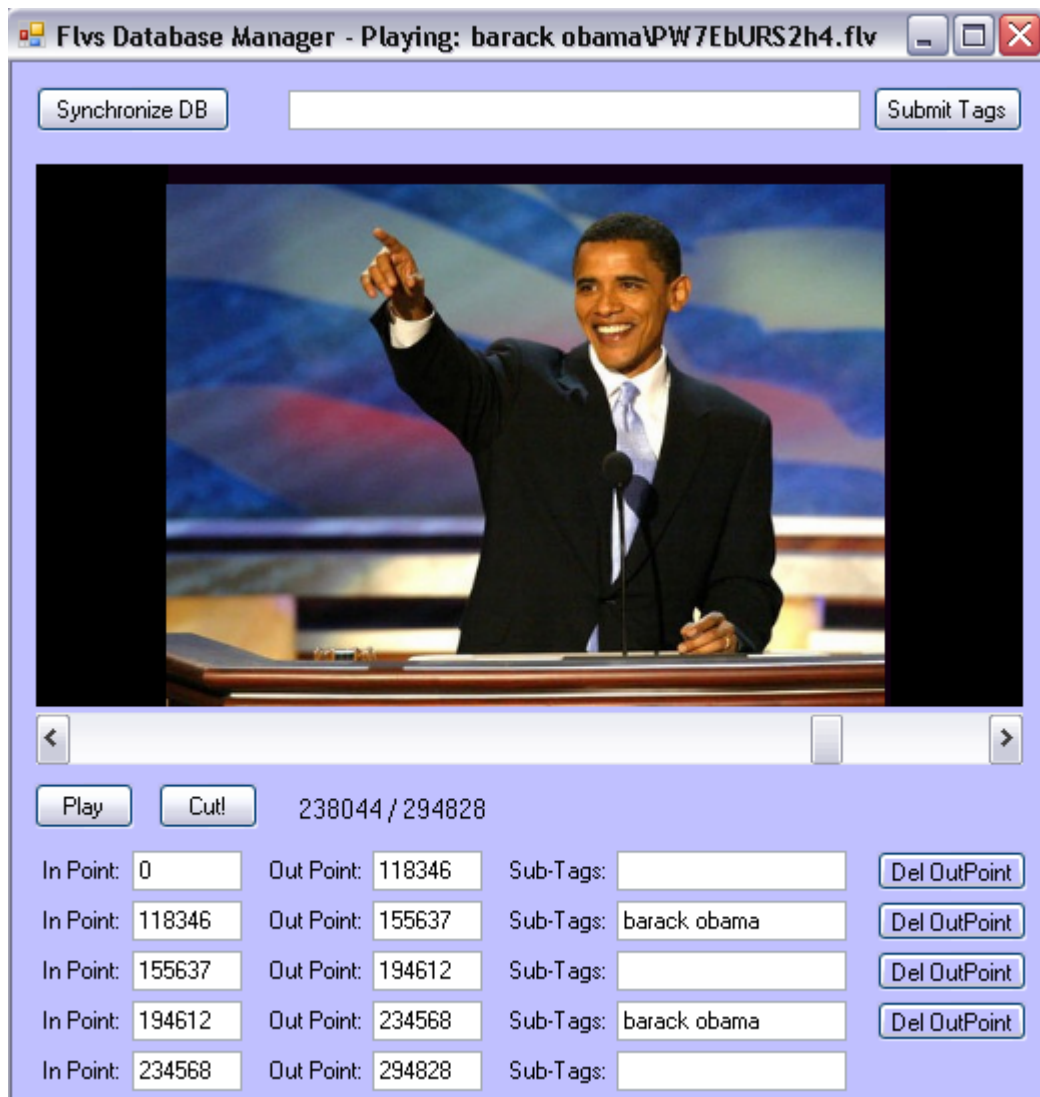 Flvs Database Manager - Playing: barack obama\PW7EbURS2h4.flv
Synchronize DB Submit Tags
Play Cut! 238044 / 294828
In Point: 0 Out Point: 118346 Sub-Tags: Del OutPoint
In Point: 118346 Out Point: 155637 Sub-Tags: barack obama Del OutPoint
In Point: 155637 Out Point: 194612 Sub-Tags: Del OutPoint
In Point: 194612 Out Point: 234568 Sub-Tags: barack obama Del OutPoint
In Point: 234568 Out Point: 294828 Sub-Tags: